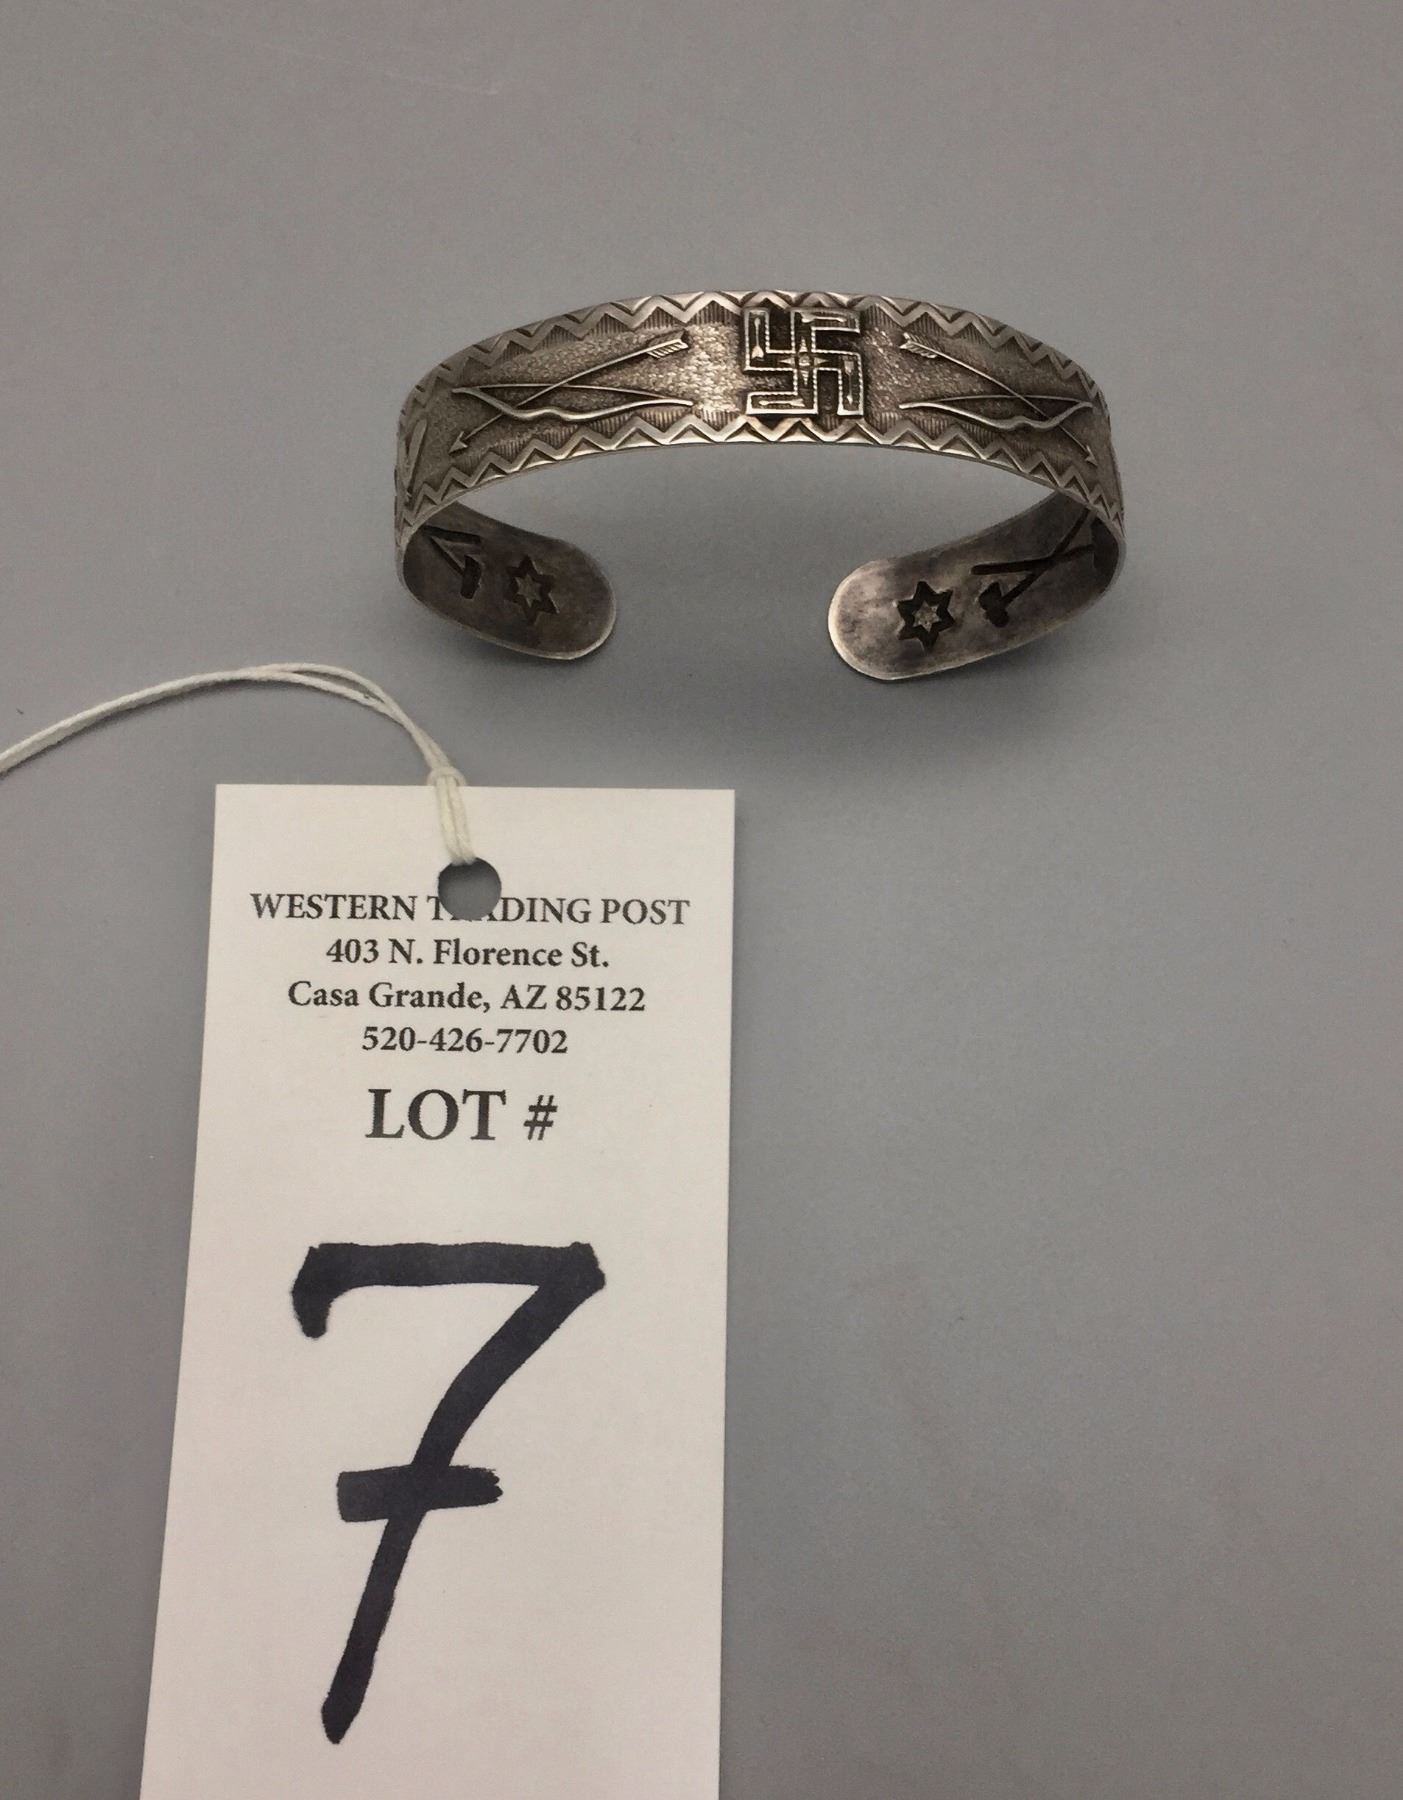 WESTERN TRADING POST
403 N. Florence St.
Casa Grande, AZ 85122
520-426-7702
LOT #
7